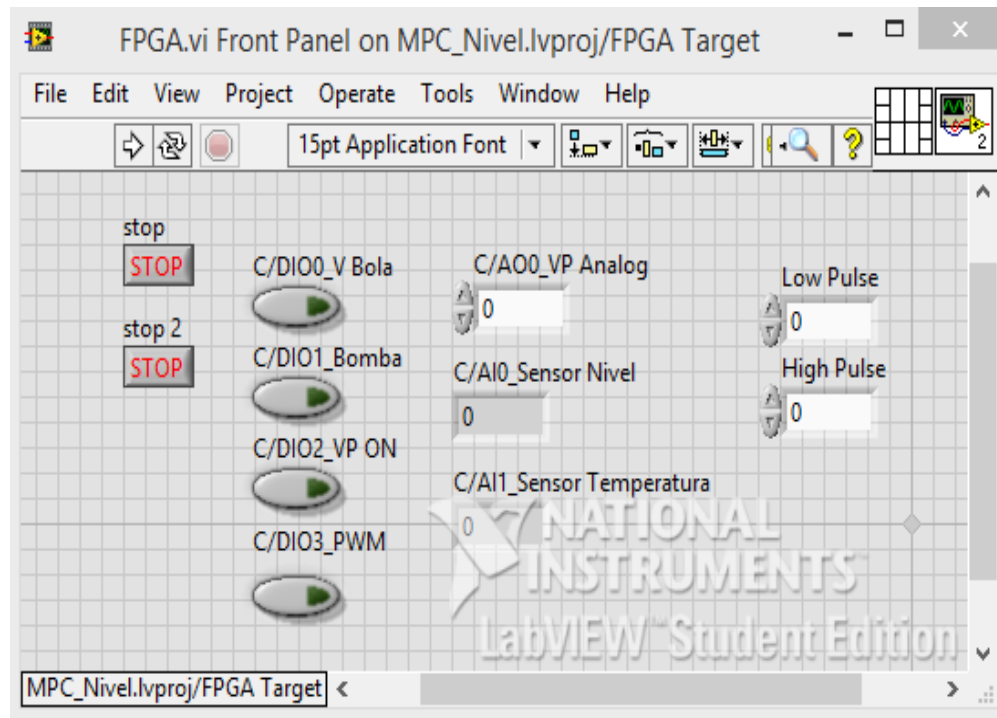 FPGA.vi Front Panel on MPC_Nivel.lvproj/FPGA Target
File Edit View Project Operate Tools Window Help
15pt Application Font
2
stop
STOP
stop 2
STOP
C/DIO0_V Bola
C/DIO1_Bomba
C/DIO2_VP ON
C/DIO3_PWM
C/AO0_VP Analog
0
C/AI0_Sensor Nivel
0
C/AI1_Sensor Temperatura
0
Low Pulse
0
High Pulse
0
NATIONAL
INSTRUMENTS™
LabVIEW™ Student Edition
MPC_Nivel.lvproj/FPGA Target